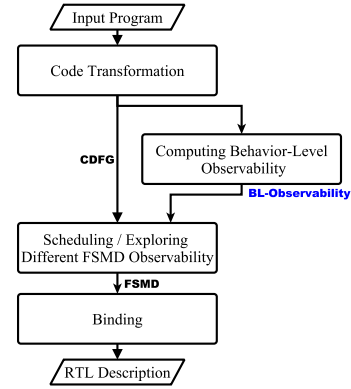 Input Program
Code Transformation
CDFG
Computing Behavior-Level
Observability
BL-Observability
Scheduling / Exploring
Different FSMD Observability
FSMD
Binding
RTL Description